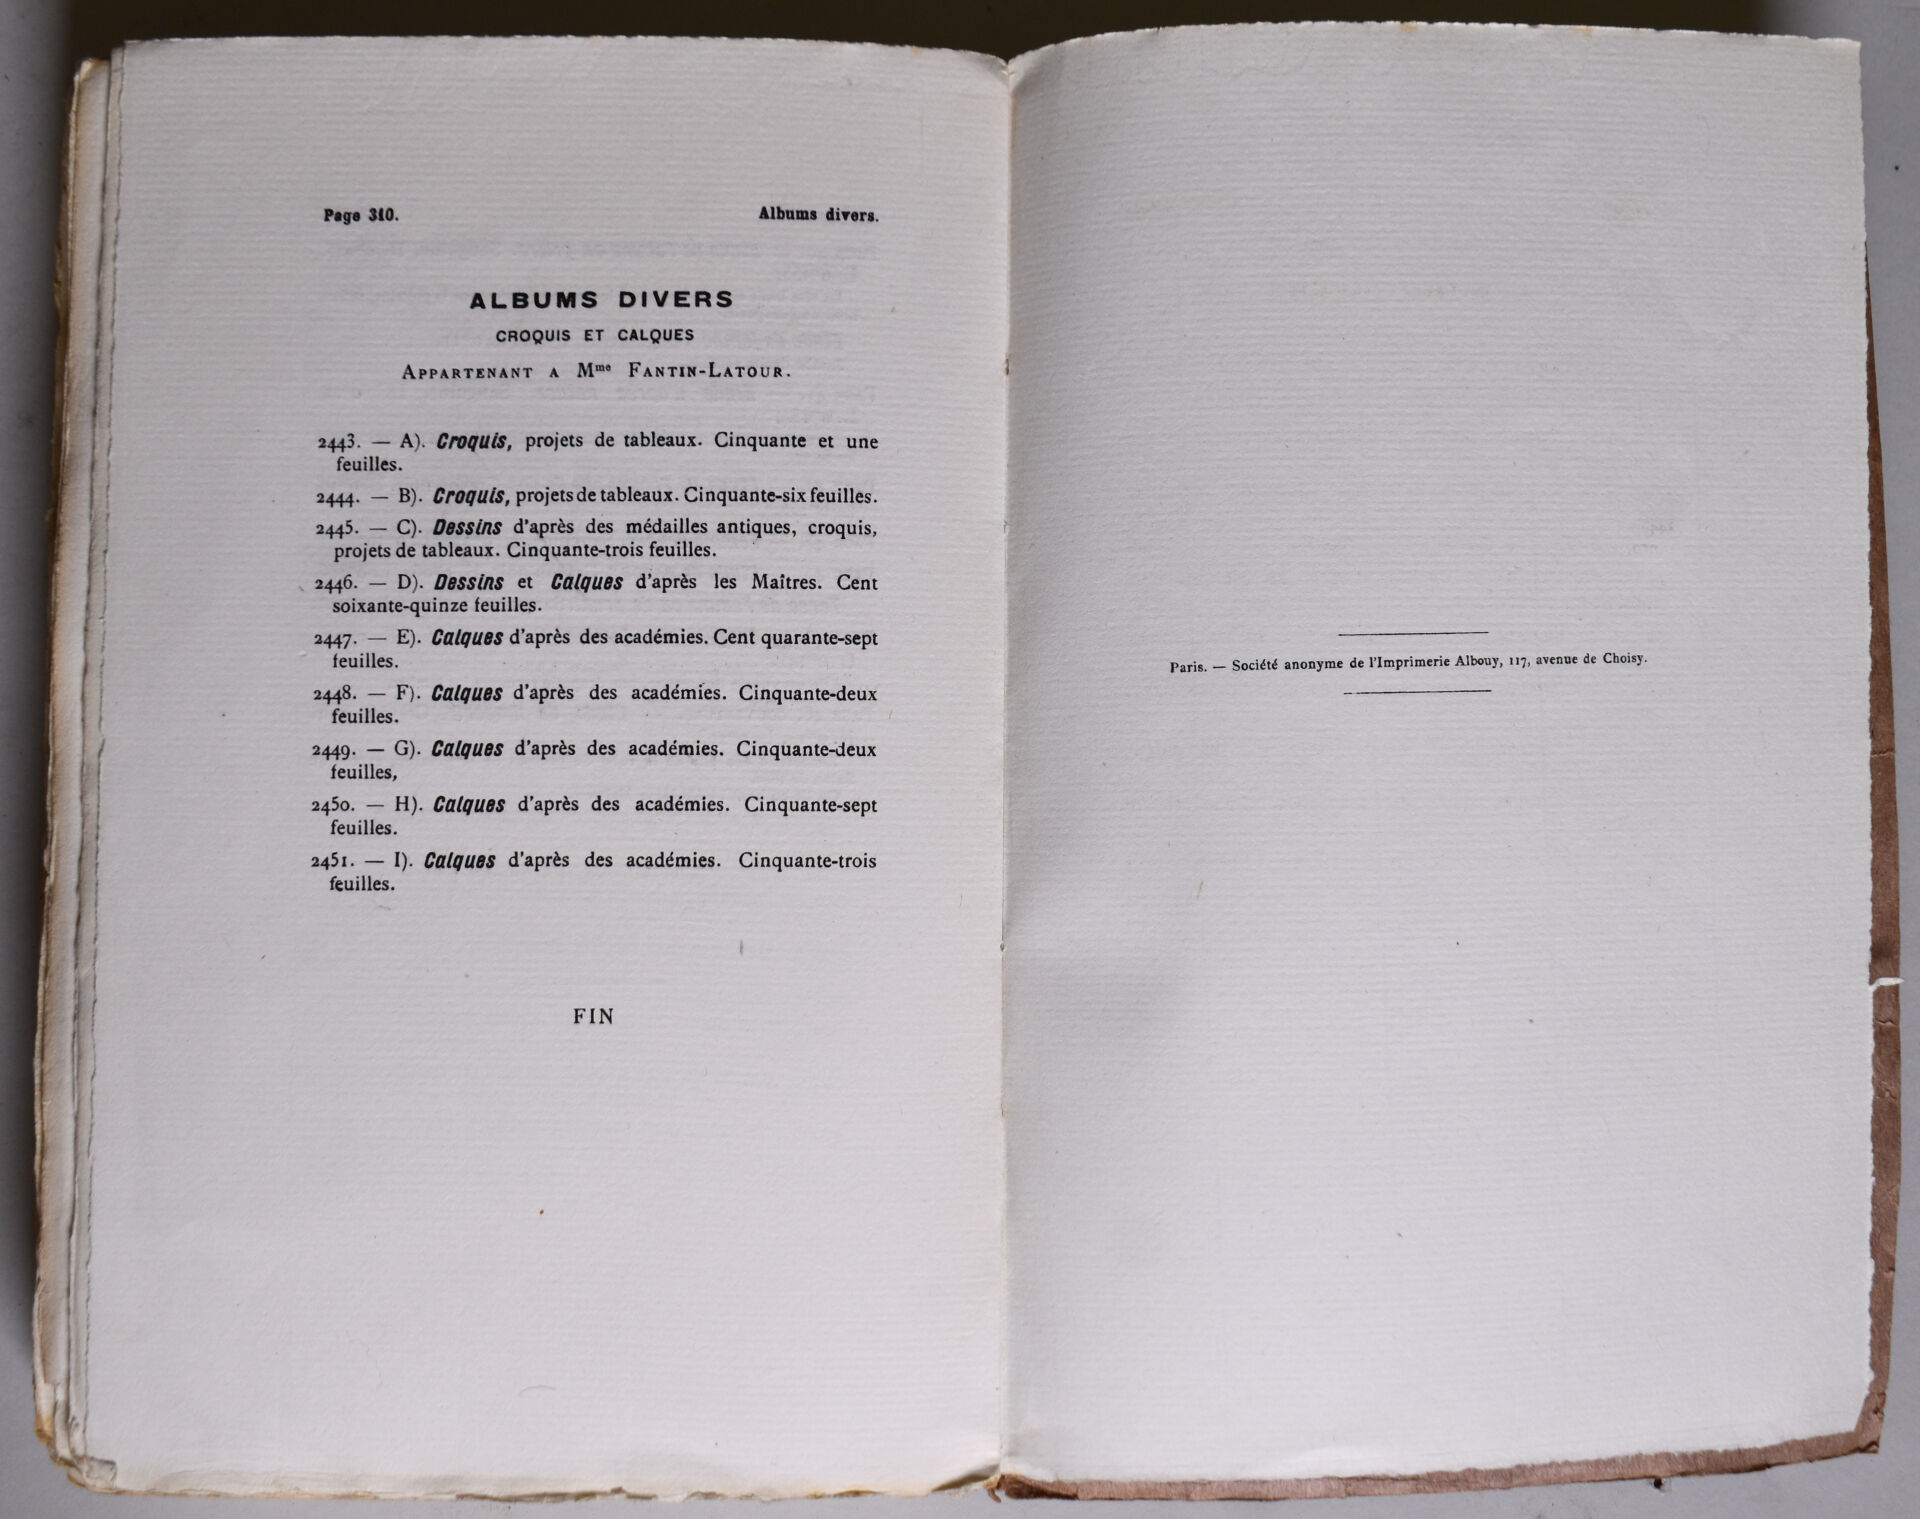 Page 310. Albums divers.
ALBUMS DIVERS
CROQUIS ET CALQUES
APPARTENANT A Mme FANTIN-LATOUR.
2443. — A). Croquis, projets de tableaux. Cinquante et une
feuilles.
2444. — B). Croquis, projets de tableaux. Cinquante-six feuilles.
2445. — C). Dessins d'après des médailles antiques, croquis,
projets de tableaux. Cinquante-trois feuilles.
2446. — D). Dessins et Calques d'après les Maîtres. Cent
soixante-quinze feuilles.
2447. — E). Calques d'après des académies. Cent quarante-sept
feuilles.
2448. — F). Calques d'après des académies. Cinquante-deux
feuilles.
2449. — G). Calques d'après des académies. Cinquante-deux
feuilles,
2450. — H). Calques d'après des académies. Cinquante-sept
feuilles.
2451. — I). Calques d'après des académies. Cinquante-trois
feuilles.
FIN
Paris. — Société anonyme de l'Imprimerie Albouy, 117, avenue de Choisy.